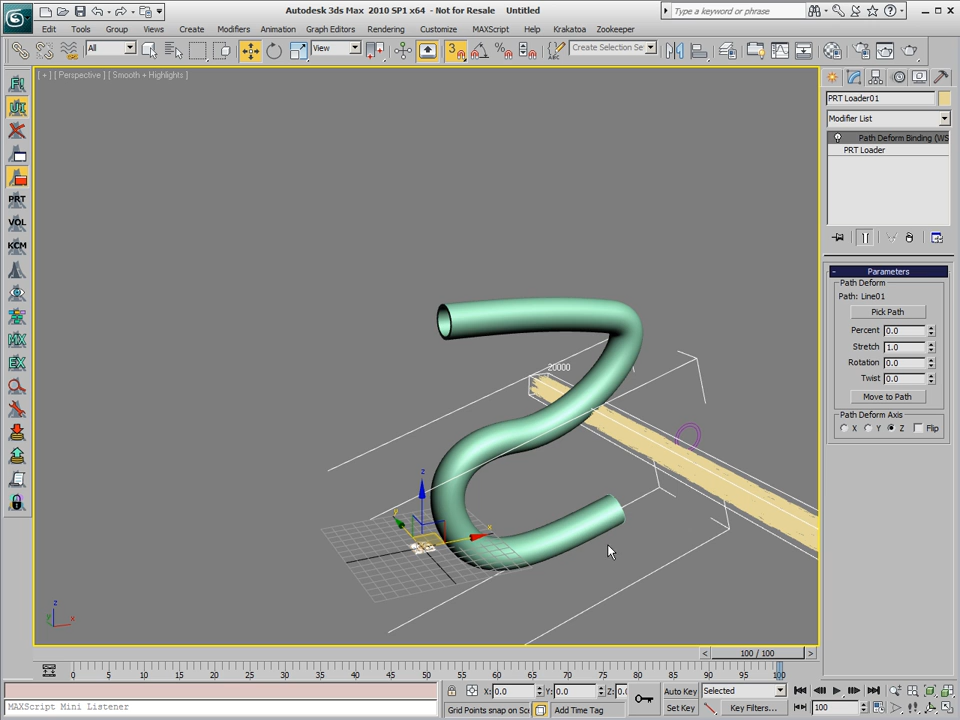 Autodesk 3ds Max 2010 SP1 x64 - Not for Resale Untitled
Type a keyword or phrase
Edit Tools Group Views Create Modifiers Animation Graph Editors Rendering Customize MAXScript Help Krakatoa Zookeeper
All
View
3
Create Selection Se
[ + ] [ Perspective ] [ Smooth + Highlights ]
PRT Loader01
Modifier List
Path Deform Binding (WS
PRT Loader
UI
PRT
VOL
KCM
MX
EX
- Parameters
Path Deform
Path: Line01
Pick Path
Percent 0.0
Stretch 1.0
Rotation 0.0
Twist 0.0
Move to Path
Path Deform Axis
X Y Z Flip
20000
z
y
x
z
y
x
< 100 / 100 >
0 5 10 15 20 25 30 35 40 45 50 55 60 65 70 75 80 85 90 95 100
X: 0.0 Y: 0.0 Z: 0.0
Auto Key Selected
MAXScript Mini Listener
Grid Points snap on Scr
Add Time Tag
Set Key Key Filters...
100